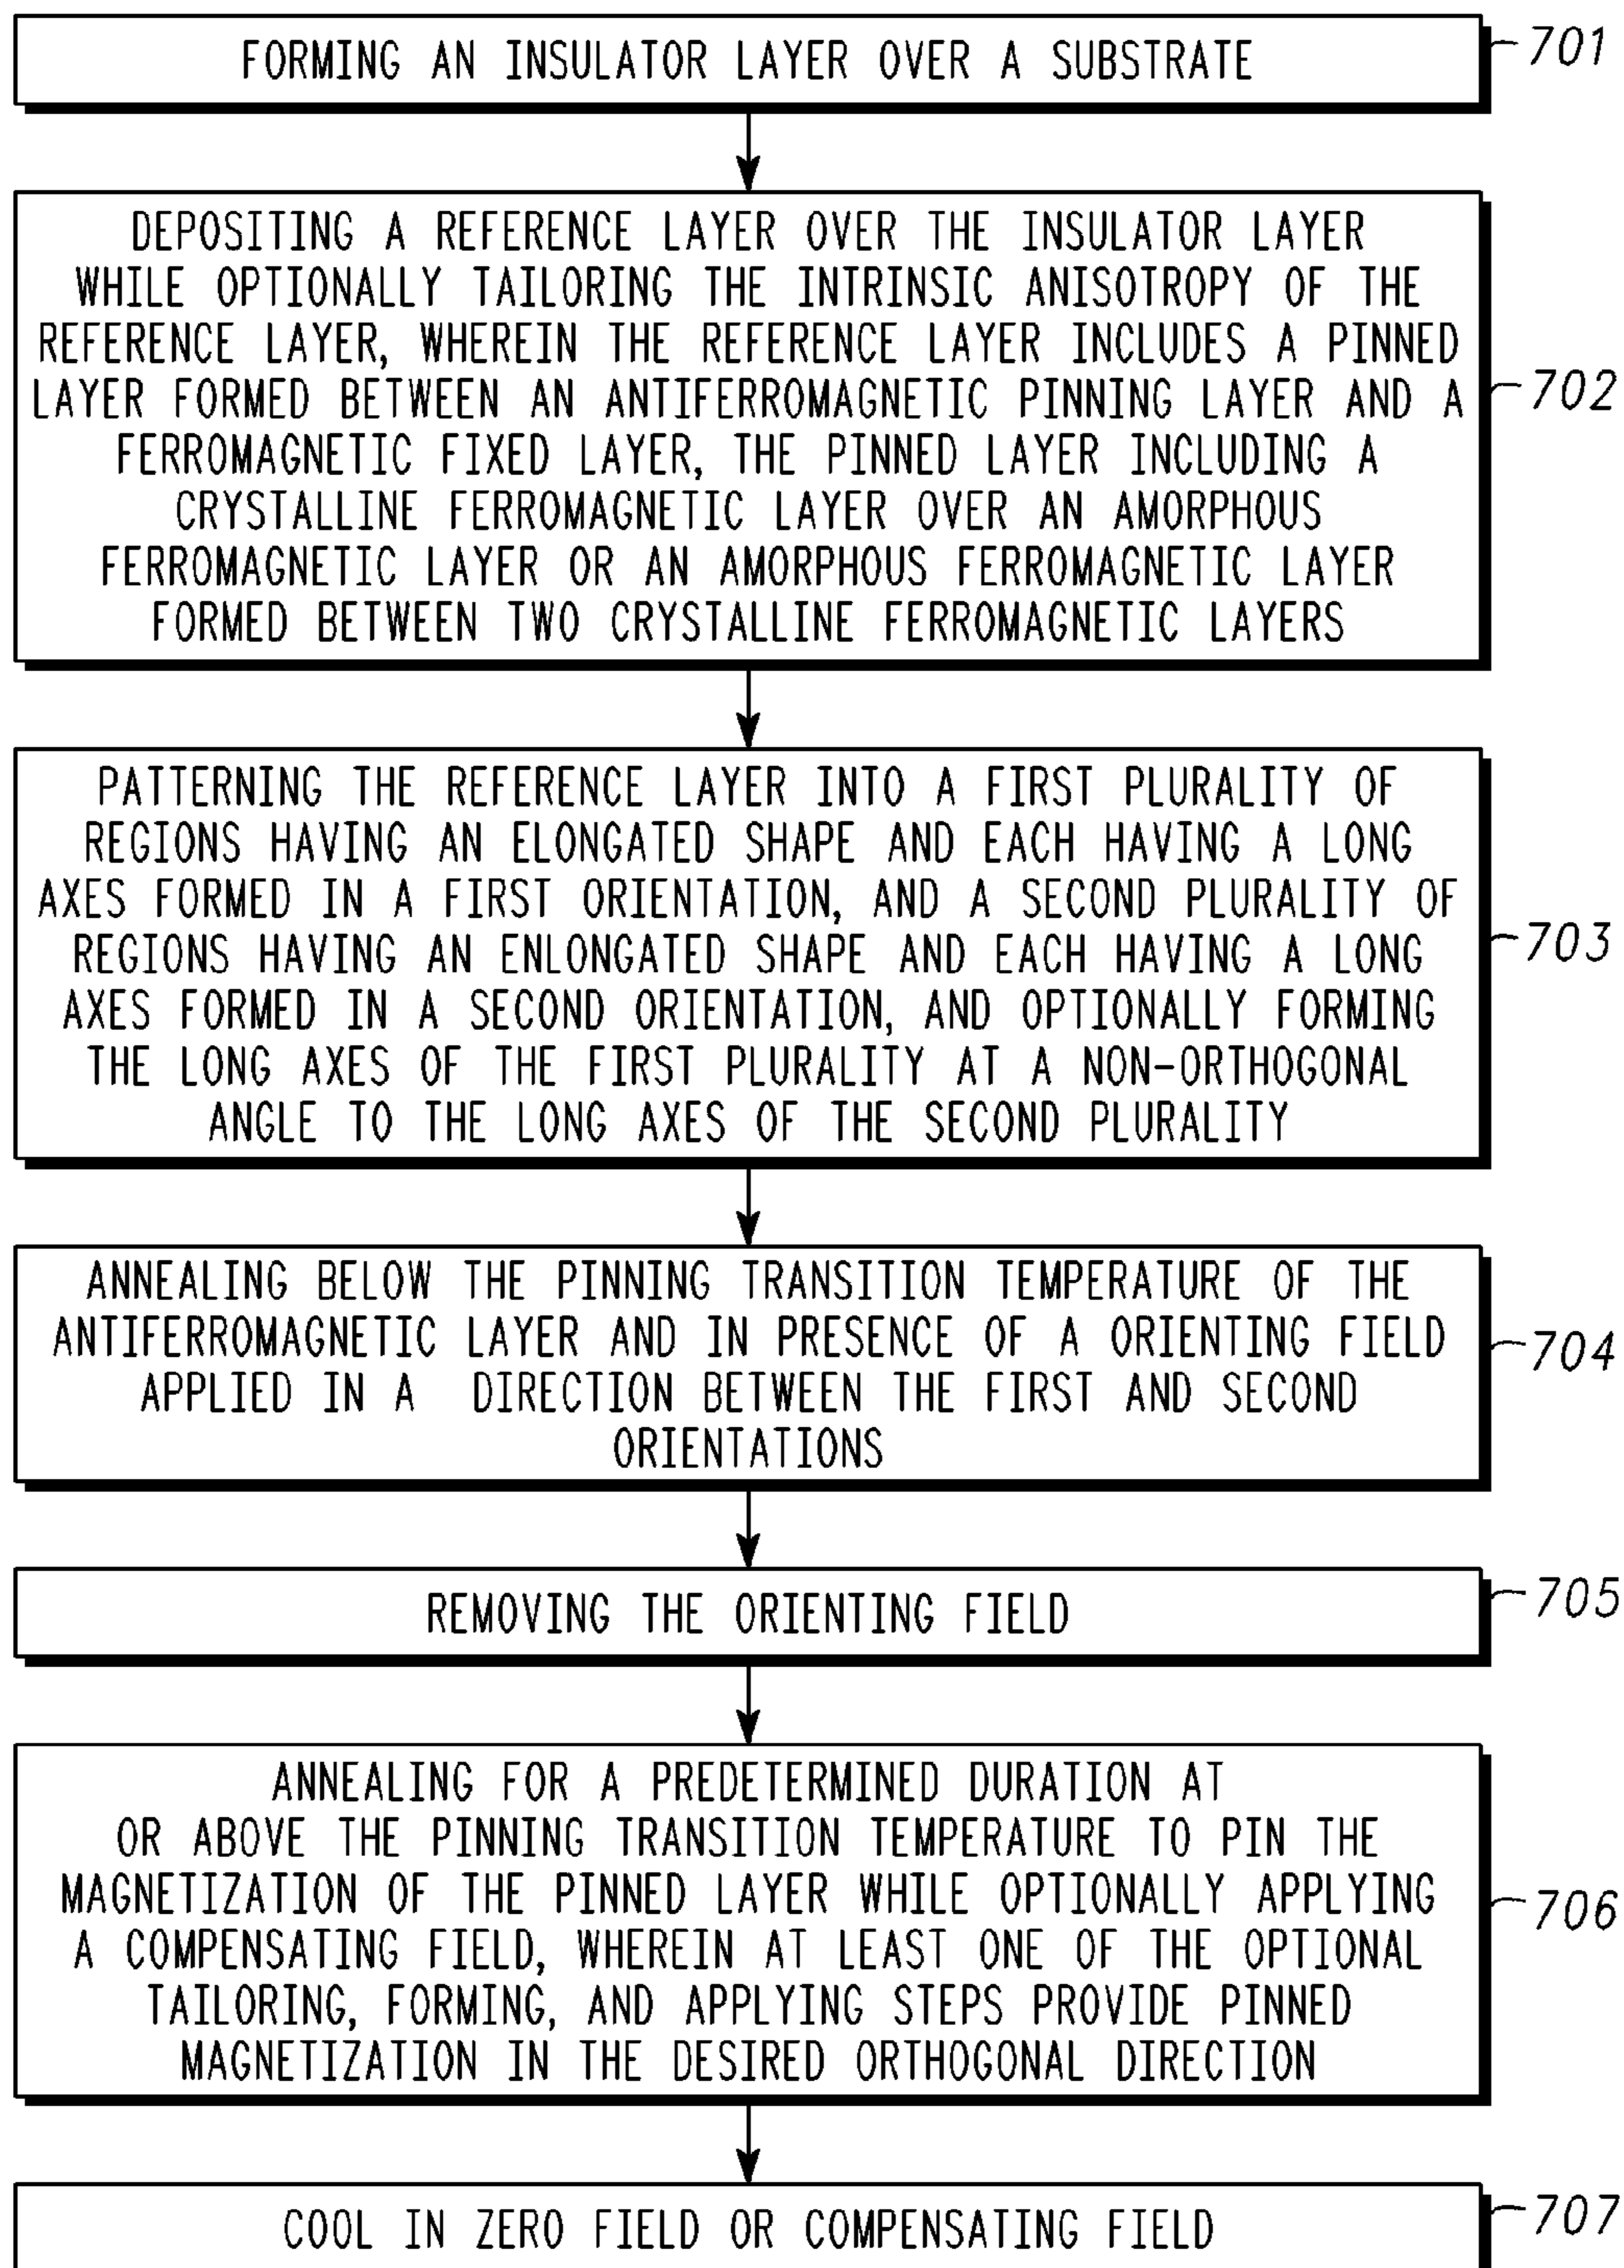 FORMING AN INSULATOR LAYER OVER A SUBSTRATE
701
DEPOSITING A REFERENCE LAYER OVER THE INSULATOR LAYER
WHILE OPTIONALLY TAILORING THE INTRINSIC ANISOTROPY OF THE
REFERENCE LAYER, WHEREIN THE REFERENCE LAYER INCLUDES A PINNED
LAYER FORMED BETWEEN AN ANTIFERROMAGNETIC PINNING LAYER AND A
FERROMAGNETIC FIXED LAYER, THE PINNED LAYER INCLUDING A
CRYSTALLINE FERROMAGNETIC LAYER OVER AN AMORPHOUS
FERROMAGNETIC LAYER OR AN AMORPHOUS FERROMAGNETIC LAYER
FORMED BETWEEN TWO CRYSTALLINE FERROMAGNETIC LAYERS
702
PATTERNING THE REFERENCE LAYER INTO A FIRST PLURALITY OF
REGIONS HAVING AN ELONGATED SHAPE AND EACH HAVING A LONG
AXES FORMED IN A FIRST ORIENTATION, AND A SECOND PLURALITY OF
REGIONS HAVING AN ENLONGATED SHAPE AND EACH HAVING A LONG
AXES FORMED IN A SECOND ORIENTATION, AND OPTIONALLY FORMING
THE LONG AXES OF THE FIRST PLURALITY AT A NON-ORTHOGONAL
ANGLE TO THE LONG AXES OF THE SECOND PLURALITY
703
ANNEALING BELOW THE PINNING TRANSITION TEMPERATURE OF THE
ANTIFERROMAGNETIC LAYER AND IN PRESENCE OF A ORIENTING FIELD
APPLIED IN A DIRECTION BETWEEN THE FIRST AND SECOND
ORIENTATIONS
704
REMOVING THE ORIENTING FIELD
705
ANNEALING FOR A PREDETERMINED DURATION AT
OR ABOVE THE PINNING TRANSITION TEMPERATURE TO PIN THE
MAGNETIZATION OF THE PINNED LAYER WHILE OPTIONALLY APPLYING
A COMPENSATING FIELD, WHEREIN AT LEAST ONE OF THE OPTIONAL
TAILORING, FORMING, AND APPLYING STEPS PROVIDE PINNED
MAGNETIZATION IN THE DESIRED ORTHOGONAL DIRECTION
706
COOL IN ZERO FIELD OR COMPENSATING FIELD
707